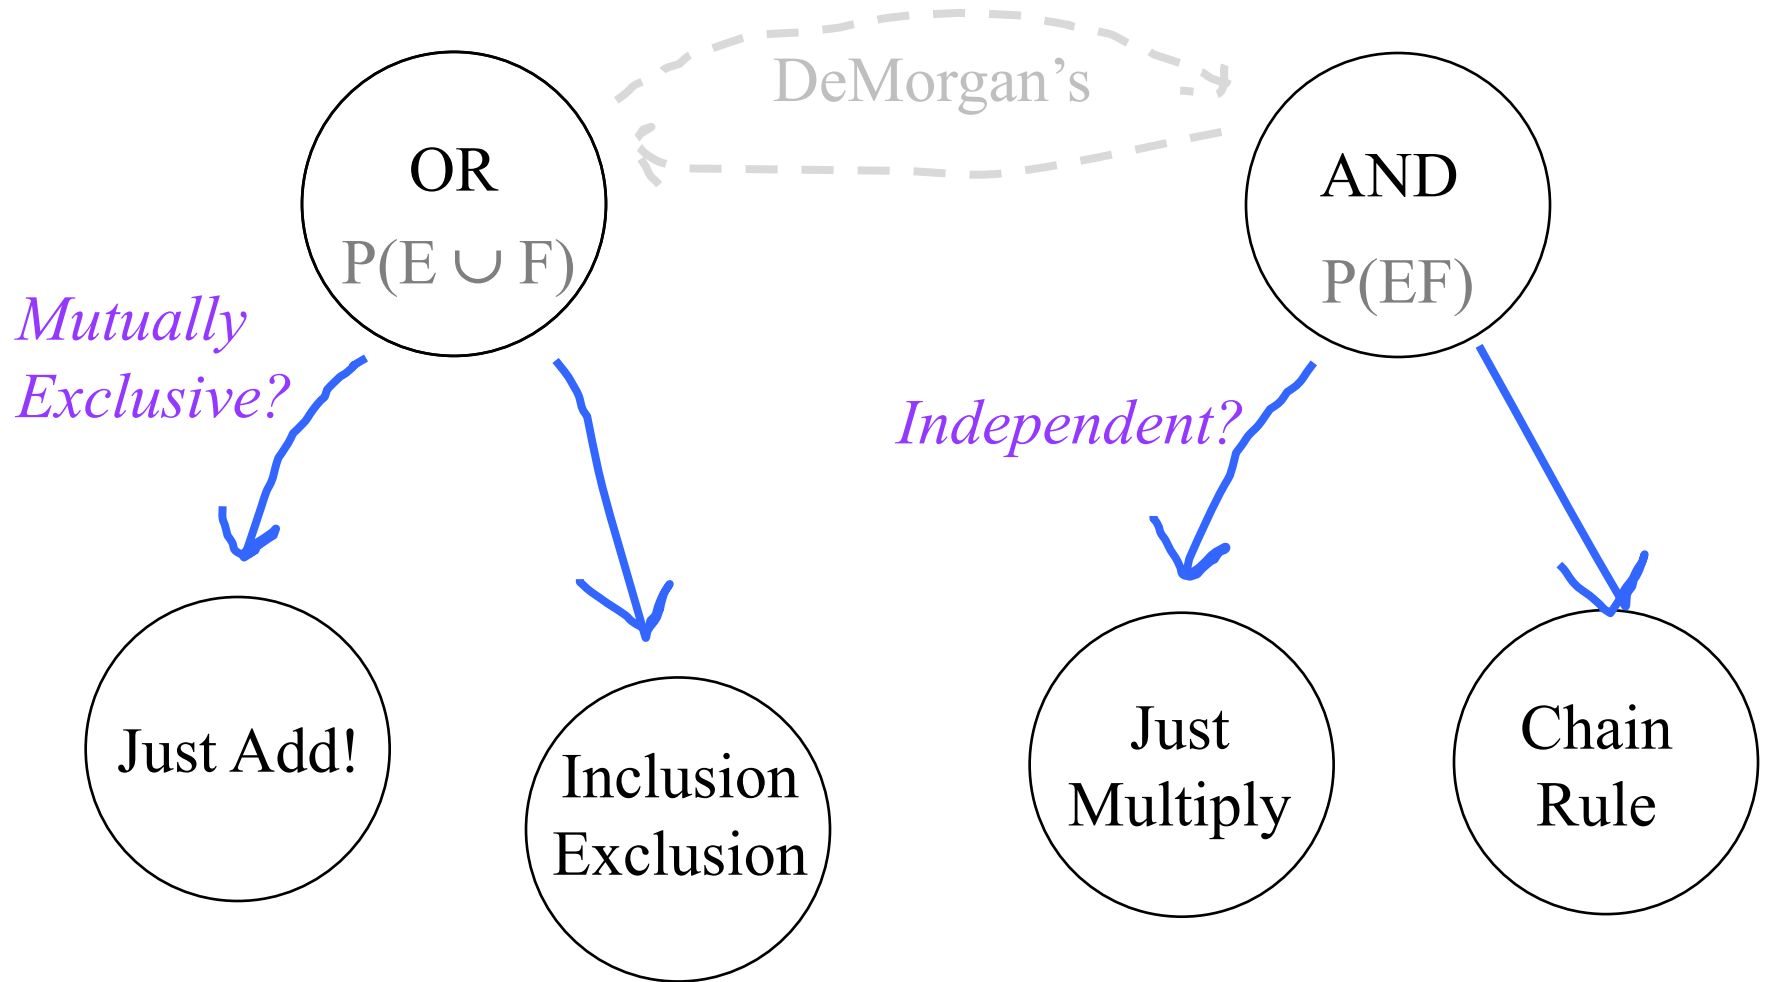 DeMorgan’s
OR
P(E ∪ F)
AND
P(EF)
Mutually
Exclusive?
Independent?
Just Add!
Inclusion
Exclusion
Just
Multiply
Chain
Rule